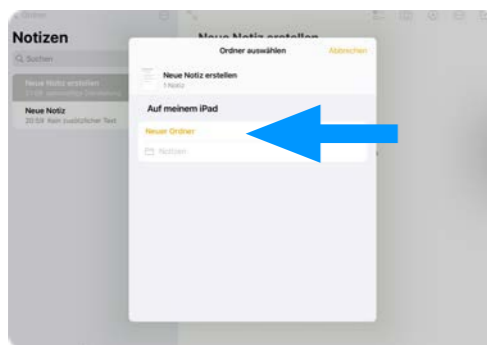 Ordner
Notizen
Suchen
Neue Notiz erstellen
Neue Notiz
20:59 Kein zusätzlicher Text
Neue Notiz erstellen
Ordner auswählen
Abbrechen
Neue Notiz erstellen
1 Notiz
Auf meinem iPad
Neuer Ordner
Notizen